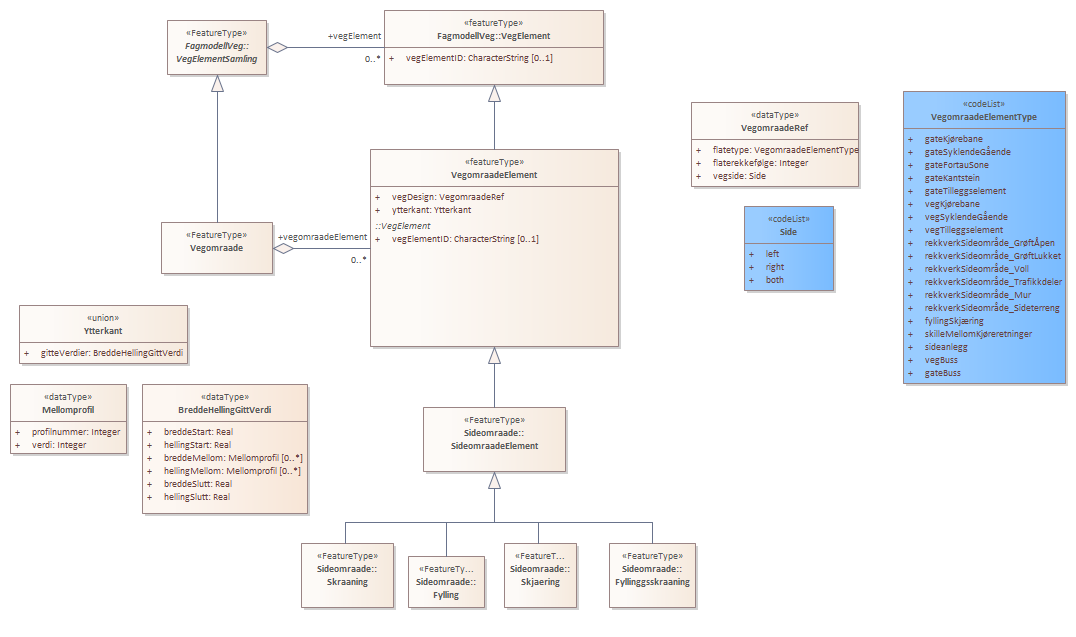 «FeatureType»
FagmodellVeg::
VegElementSamling
+vegElement
0..*
«featureType»
FagmodellVeg::VegElement
+ vegElementID: CharacterString [0..1]
«featureType»
VegomraadeElement
+ vegDesign: VegomraadeRef
+ ytterkant: Ytterkant
::VegElement
+ vegElementID: CharacterString [0..1]
«FeatureType»
Vegomraade
+vegomraadeElement
0..*
«dataType»
VegomraadeRef
+ flatetype: VegomraadeElementType
+ flaterekkefølge: Integer
+ vegside: Side
«codeList»
Side
+ left
+ right
+ both
«codeList»
VegomraadeElementType
+ gateKjørebane
+ gateSyklendeGående
+ gateFortauSone
+ gateKantstein
+ gateTilleggselement
+ vegKjørebane
+ vegSyklendeGående
+ vegTilleggselement
+ rekkverkSideområde_GrøftÅpen
+ rekkverkSideområde_GrøftLukket
+ rekkverkSideområde_Voll
+ rekkverkSideområde_Trafikkdeler
+ rekkverkSideområde_Mur
+ rekkverkSideområde_Sideterreng
+ fyllingSkjæring
+ skilleMellomKjøreretninger
+ sideanlegg
+ vegBuss
+ gateBuss
«union»
Ytterkant
+ gitteVerdier: BreddeHellingGittVerdi
«dataType»
Mellomprofil
+ profilnummer: Integer
+ verdi: Integer
«dataType»
BreddeHellingGittVerdi
+ breddeStart: Real
+ hellingStart: Real
+ breddeMellom: Mellomprofil [0..*]
+ hellingMellom: Mellomprofil [0..*]
+ breddeSlutt: Real
+ hellingSlutt: Real
«FeatureType»
Sideomraade::
SideomraadeElement
«FeatureType»
Sideomraade::
Skraaning
«FeatureTy...
Sideomraade::
Fylling
«FeatureT...
Sideomraade::
Skjaering
«FeatureType»
Sideomraade::
Fyllinggsskraaning